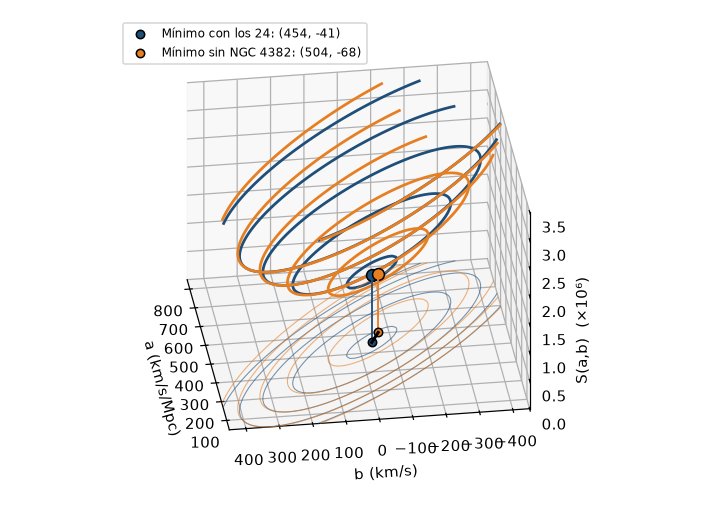 Mínimo con los 24: (454, -41)
Mínimo sin NGC 4382: (504, -68)
3.5
3.0
2.5
2.0
1.5
1.0
0.5
0.0
S(a,b) (×10⁶)
800
700
600
500
400
300
200
100
a (km/s/Mpc)
400 300 200 100 0 −100 −200 −300 −400
b (km/s)